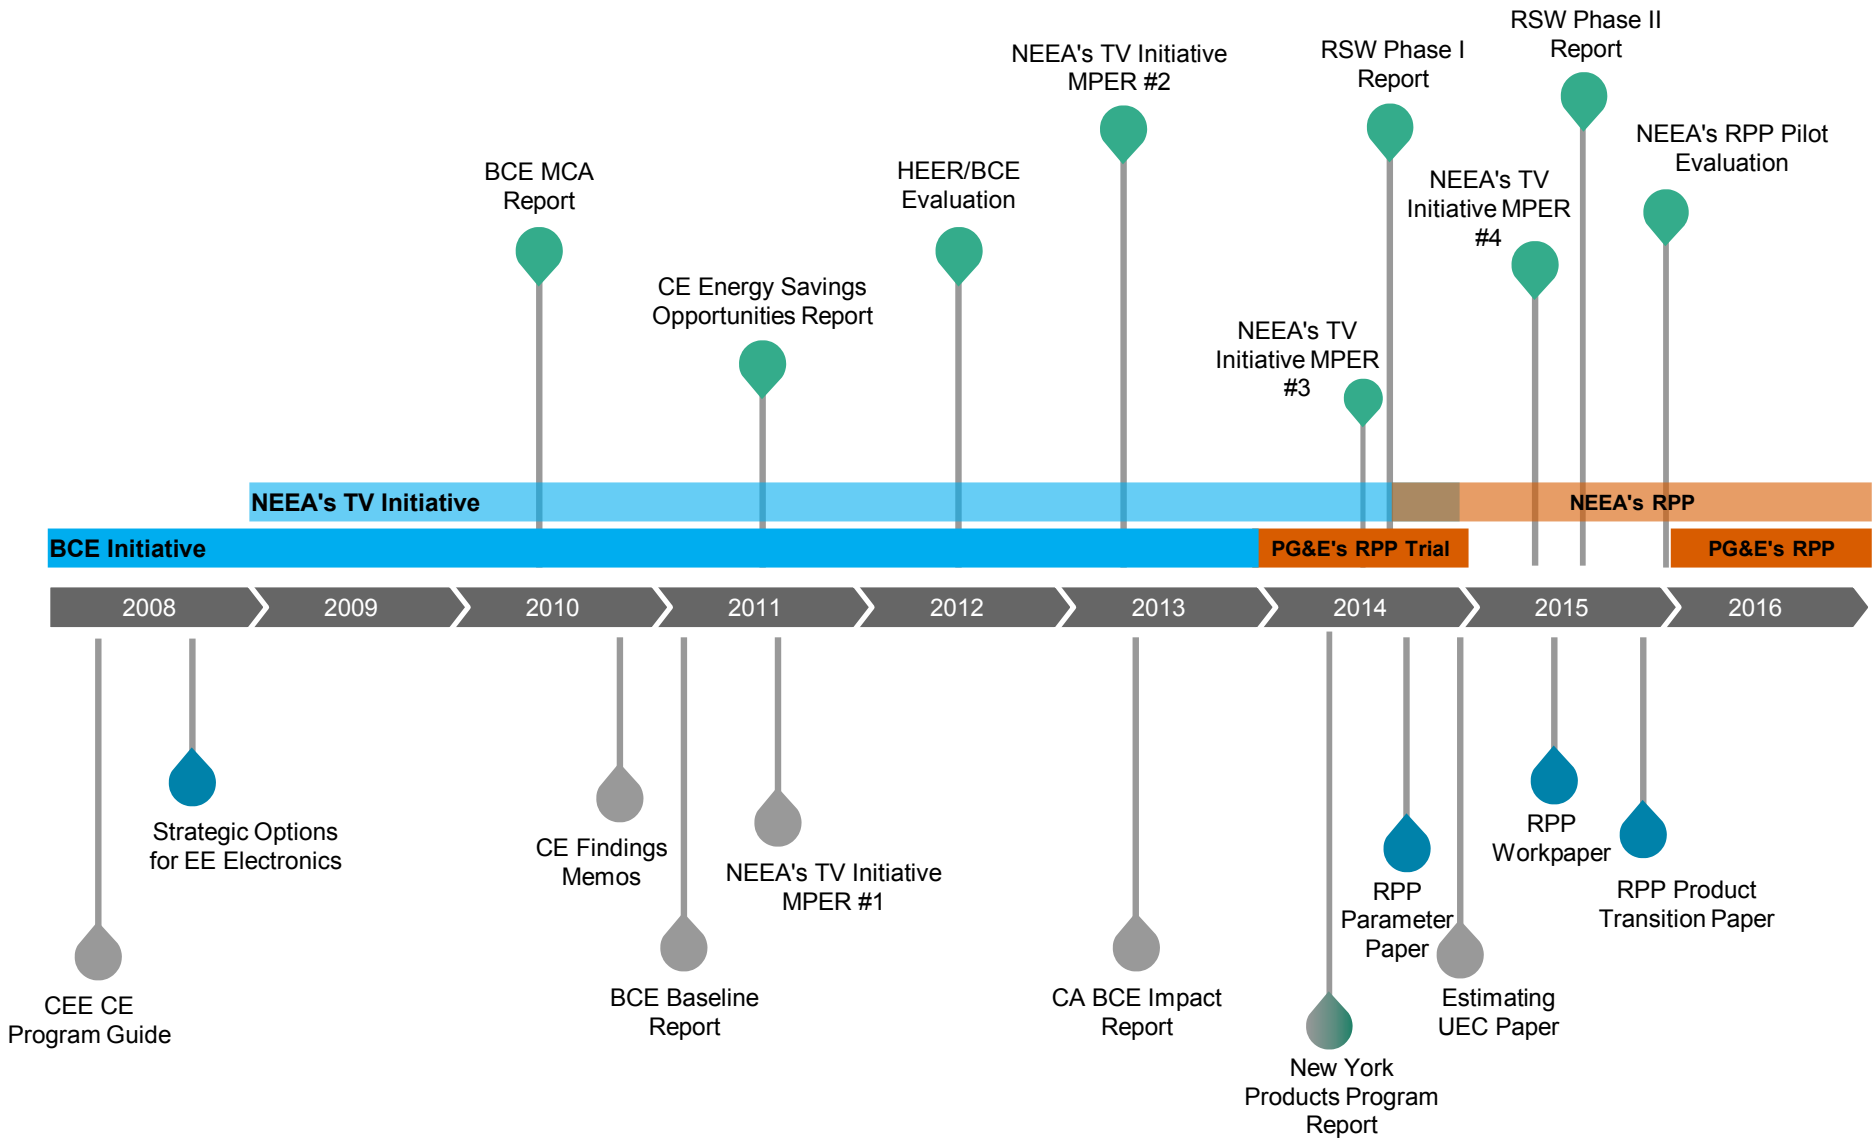 RSW Phase II
Report
NEEA's TV Initiative
MPER #2
RSW Phase I
Report
NEEA's RPP Pilot
Evaluation
BCE MCA
Report
HEER/BCE
Evaluation
NEEA's TV
Initiative MPER
#4
CE Energy Savings
Opportunities Report
NEEA's TV
Initiative MPER
#3
NEEA's TV Initiative
NEEA's RPP
BCE Initiative
PG&E's RPP Trial
PG&E's RPP
2008
2009
2010
2011
2012
2013
2014
2015
2016
Strategic Options
for EE Electronics
CE Findings
Memos
NEEA's TV Initiative
MPER #1
RPP
Workpaper
RPP
Parameter
Paper
RPP Product
Transition Paper
CEE CE
Program Guide
BCE Baseline
Report
CA BCE Impact
Report
Estimating
UEC Paper
New York
Products Program
Report